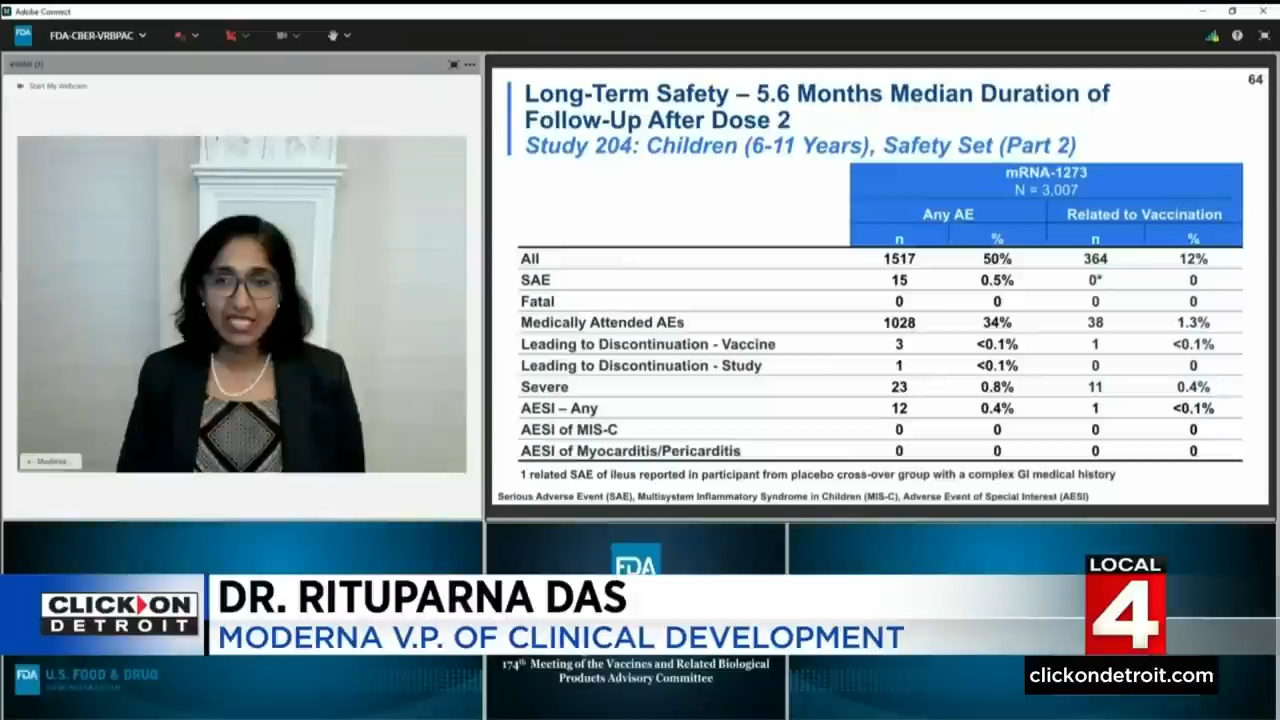 Adobe Connect
FDA
FDA-CBER-VRBPAC
Start My Webcam
Moderna
64
Long-Term Safety – 5.6 Months Median Duration of
Follow-Up After Dose 2
Study 204: Children (6-11 Years), Safety Set (Part 2)
mRNA-1273
N = 3,007
Any AE Related to Vaccination
n % n %
All 1517 50% 364 12%
SAE 15 0.5% 0* 0
Fatal 0 0 0 0
Medically Attended AEs 1028 34% 38 1.3%
Leading to Discontinuation - Vaccine 3 <0.1% 1 <0.1%
Leading to Discontinuation - Study 1 <0.1% 0 0
Severe 23 0.8% 11 0.4%
AESI – Any 12 0.4% 1 <0.1%
AESI of MIS-C 0 0 0 0
AESI of Myocarditis/Pericarditis 0 0 0 0
1 related SAE of ileus reported in participant from placebo cross-over group with a complex GI medical history
Serious Adverse Event (SAE), Multisystem Inflammatory Syndrome in Children (MIS-C), Adverse Event of Special Interest (AESI)
FDA
CLICK ON
DETROIT
DR. RITUPARNA DAS
MODERNA V.P. OF CLINICAL DEVELOPMENT
LOCAL
4
FDA U.S. FOOD & DRUG
174th Meeting of the Vaccines and Related Biological
Products Advisory Committee
clickondetroit.com